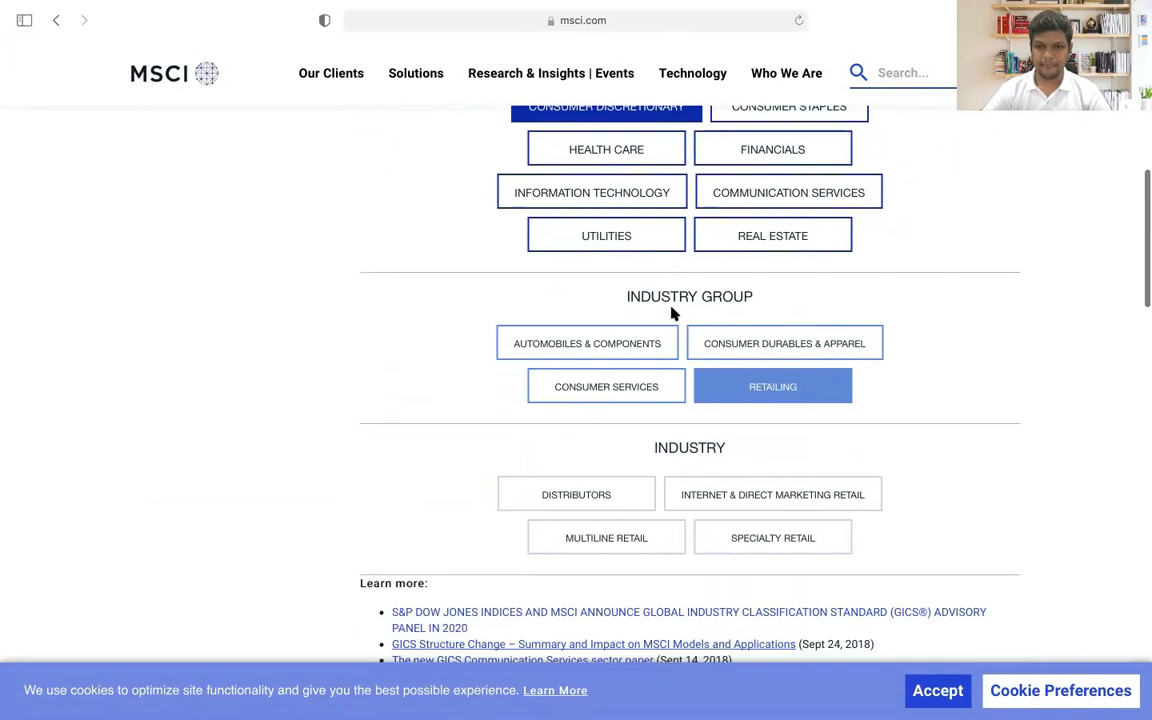 msci.com
MSCI
Our Clients
Solutions
Research & Insights | Events
Technology
Who We Are
Search...
CONSUMER DISCRETIONARY
CONSUMER STAPLES
HEALTH CARE
FINANCIALS
INFORMATION TECHNOLOGY
COMMUNICATION SERVICES
UTILITIES
REAL ESTATE
INDUSTRY GROUP
AUTOMOBILES & COMPONENTS
CONSUMER DURABLES & APPAREL
CONSUMER SERVICES
RETAILING
INDUSTRY
DISTRIBUTORS
INTERNET & DIRECT MARKETING RETAIL
MULTILINE RETAIL
SPECIALTY RETAIL
Learn more:
S&P DOW JONES INDICES AND MSCI ANNOUNCE GLOBAL INDUSTRY CLASSIFICATION STANDARD (GICS®) ADVISORY
PANEL IN 2020
GICS Structure Change – Summary and Impact on MSCI Models and Applications (Sept 24, 2018)
The new GICS Communication Services sector paper (Sept 14, 2018)
We use cookies to optimize site functionality and give you the best possible experience. Learn More
Accept
Cookie Preferences